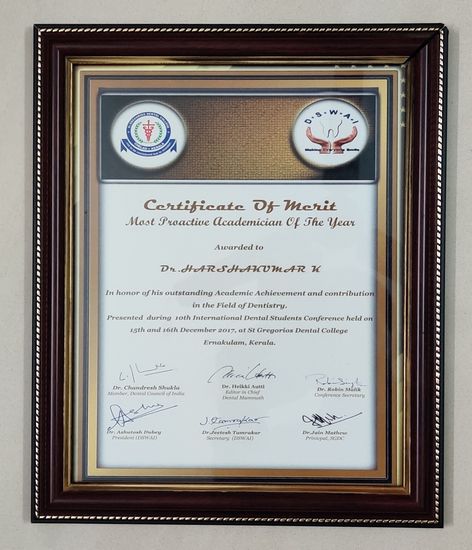 D-S-W-A-I
Certificate Of Merit
Most Proactive Academician Of The Year
Awarded to
Dr.HARSHAKUMAR K
In honor of his outstanding Academic Achievement and contribution
in the Field of Dentistry.
Presented during 10th International Dental Students Conference held on
15th and 16th December 2017, at St Gregorios Dental College
Ernakulam, Kerala.
Dr. Chandresh Shukla
Member, Dental Council of India
Dr. Heikki Autti
Editor in Chief
Dental Mammoth
Dr. Robin Malik
Conference Secretary
Dr. Ashutosh Dubey
President (DSWAI)
Dr.Jeetesh Tamrakar
Secretary (DSWAI)
Dr.Jain Mathew
Principal, SGDC